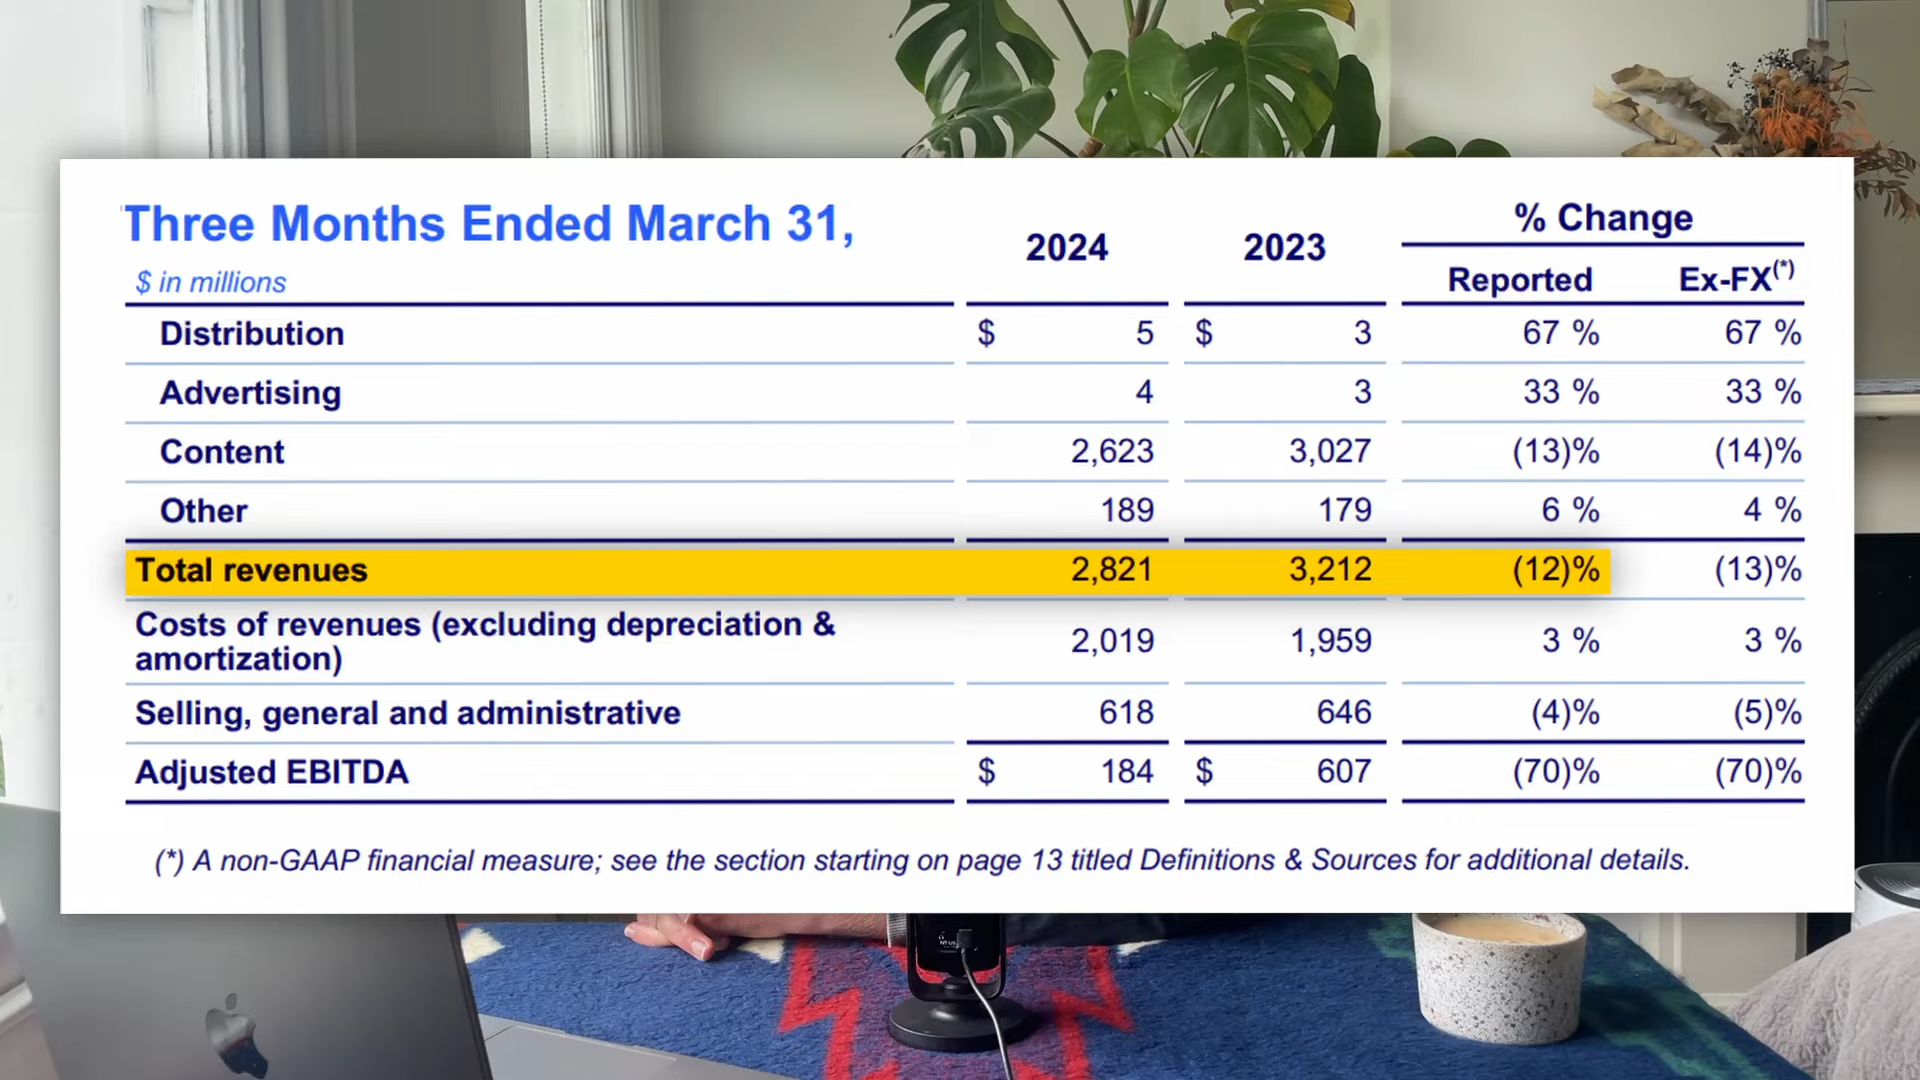 Three Months Ended March 31,
$ in millions
2024 2023 % Change
Reported Ex-FX(*)
Distribution $ 5 $ 3 67 % 67 %
Advertising 4 3 33 % 33 %
Content 2,623 3,027 (13)% (14)%
Other 189 179 6 % 4 %
Total revenues 2,821 3,212 (12)% (13)%
Costs of revenues (excluding depreciation &
amortization) 2,019 1,959 3 % 3 %
Selling, general and administrative 618 646 (4)% (5)%
Adjusted EBITDA $ 184 $ 607 (70)% (70)%
(*) A non-GAAP financial measure; see the section starting on page 13 titled Definitions & Sources for additional details.